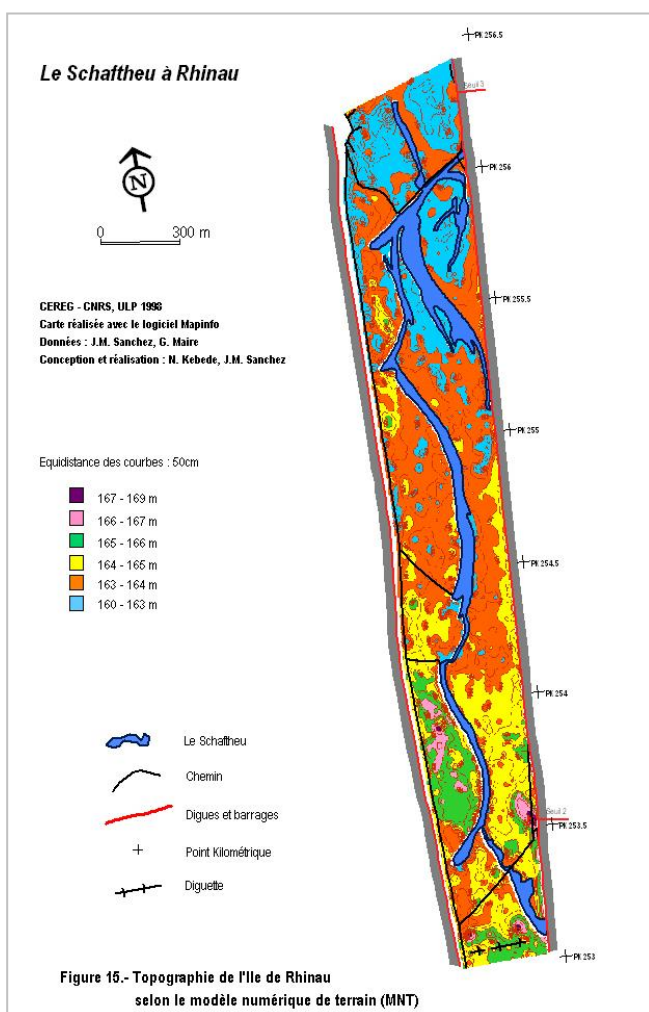 PK 256.5
Le Schaftheu à Rhinau
Seuil 3
N
PK 256
0 300 m
PK 255.5
CEREG - CNRS, ULP 1998
Carte réalisée avec le logiciel Mapinfo
Données : J.M. Sanchez, G. Maire
Conception et réalisation : N. Kebede, J.M. Sanchez
PK 255
Equidistance des courbes : 50cm
167 - 169 m
166 - 167 m
165 - 166 m
164 - 165 m
163 - 164 m
160 - 163 m
PK 254.5
PK 254
Le Schaftheu
Chemin
Digues et barrages
Seuil 2
PK 253.5
Point Kilométrique
Diguette
PK 253
Figure 15.- Topographie de l'Ile de Rhinau
selon le modèle numérique de terrain (MNT)